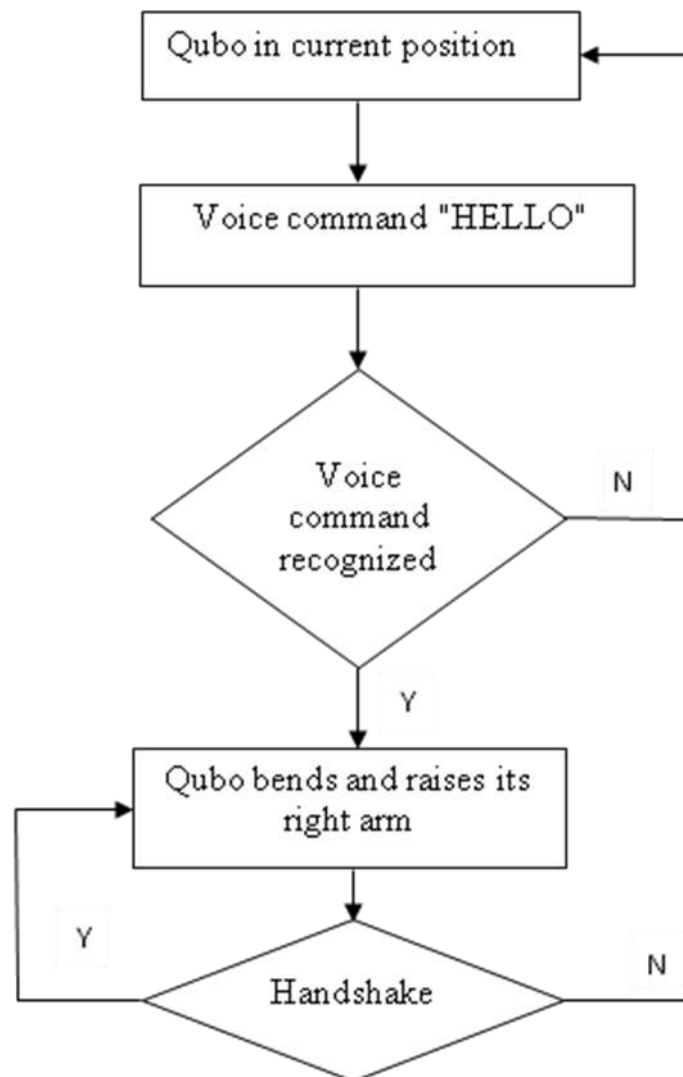 Qubo in current position
Voice command "HELLO"
Voice
command
recognized
N
Y
Qubo bends and raises its
right arm
Y
Handshake
N